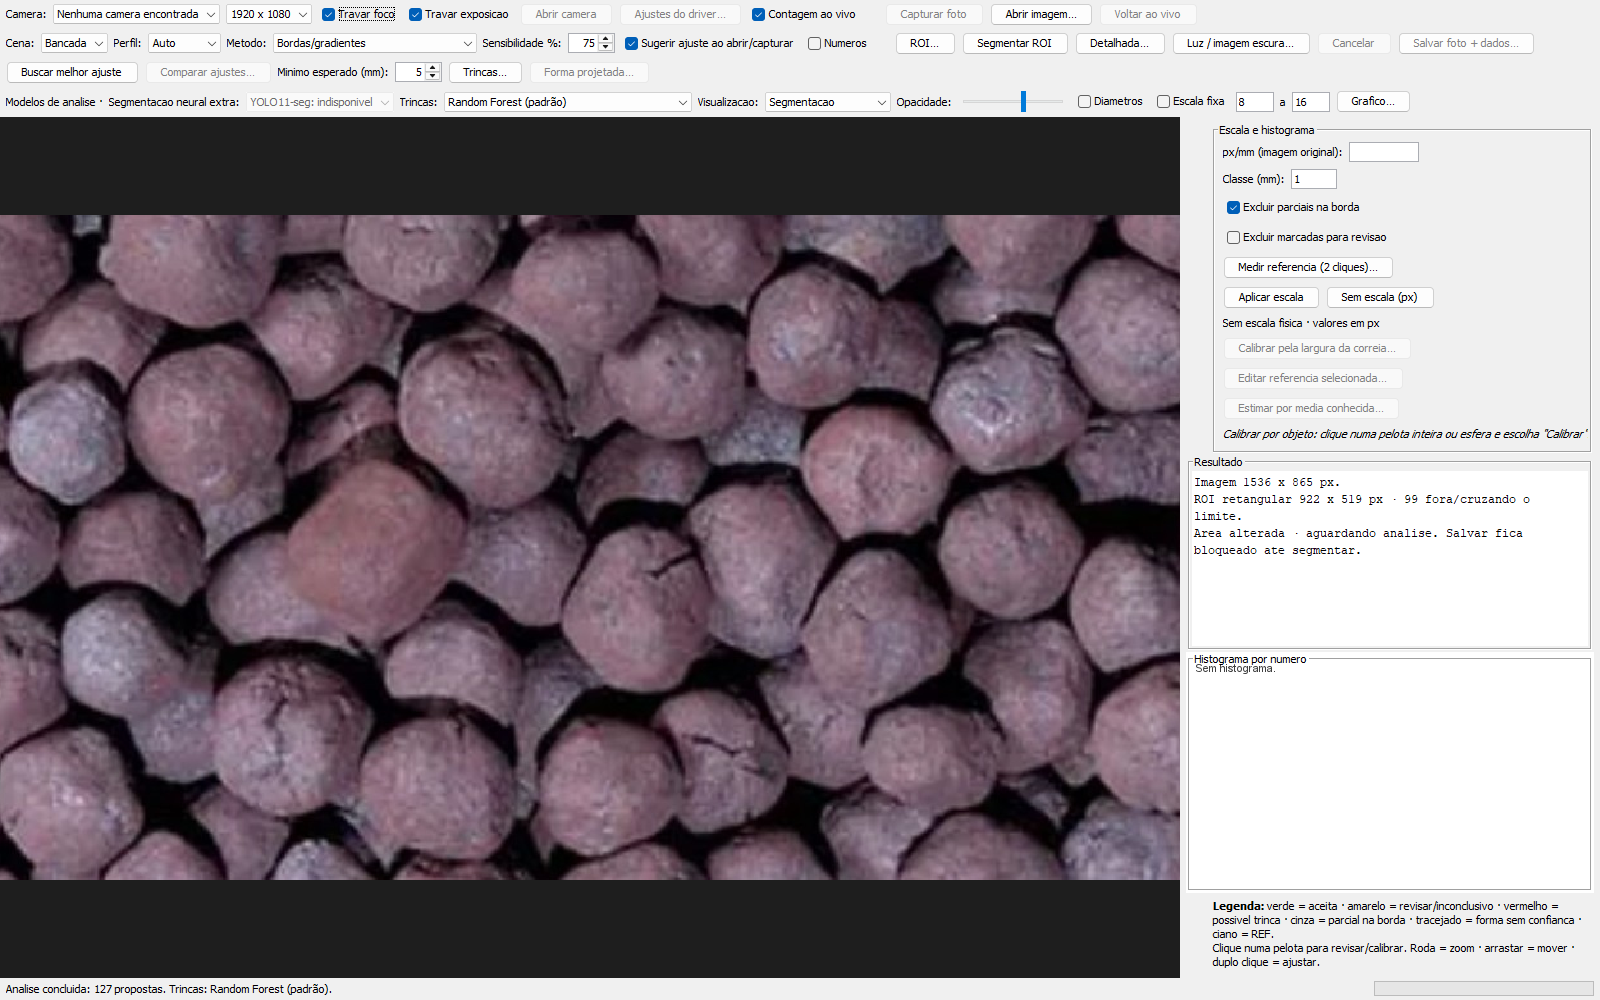 Camera: Nenhuma camera encontrada 1920 x 1080 Travar foco Travar exposicao Abrir camera Ajustes do driver... Contagem ao vivo Capturar foto Abrir imagem... Voltar ao vivo
Cena: Bancada Perfil: Auto Metodo: Bordas/gradientes Sensibilidade %: 75 Sugerir ajuste ao abrir/capturar Numeros ROI... Segmentar ROI Detalhada... Luz / imagem escura... Cancelar Salvar foto + dados...
Buscar melhor ajuste Comparar ajustes... Minimo esperado (mm): 5 Trincas... Forma projetada...
Modelos de analise · Segmentacao neural extra: YOLO11-seg: indisponivel Trincas: Random Forest (padrão) Visualizacao: Segmentacao Opacidade: Diametros Escala fixa 8 a 16 Grafico...
Escala e histograma
px/mm (imagem original):
Classe (mm): 1
Excluir parciais na borda
Excluir marcadas para revisao
Medir referencia (2 cliques)...
Aplicar escala Sem escala (px)
Sem escala fisica · valores em px
Calibrar pela largura da correia...
Editar referencia selecionada...
Estimar por media conhecida...
Calibrar por objeto: clique numa pelota inteira ou esfera e escolha "Calibrar"
Resultado
Imagem 1536 x 865 px.
ROI retangular 922 x 519 px · 99 fora/cruzando o
limite.
Area alterada · aguardando analise. Salvar fica
bloqueado ate segmentar.
Histograma por numero
Sem histograma.
Legenda: verde = aceita · amarelo = revisar/inconclusivo · vermelho =
possivel trinca · cinza = parcial na borda · tracejado = forma sem confianca ·
ciano = REF.
Clique numa pelota para revisar/calibrar. Roda = zoom · arrastar = mover ·
duplo clique = ajustar.
Analise concluida: 127 propostas. Trincas: Random Forest (padrão).